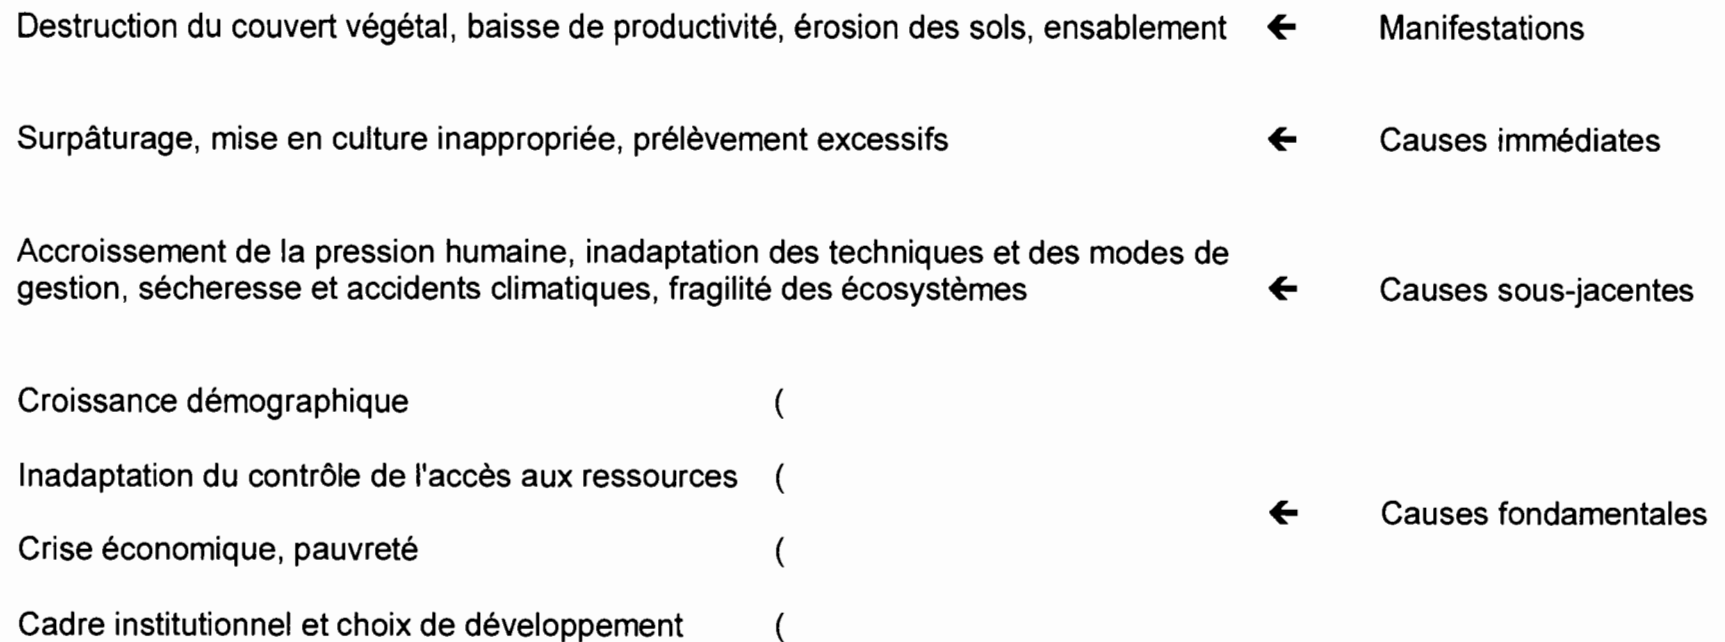 Destruction du couvert végétal, baisse de productivité, érosion des sols, ensablement ← Manifestations
Surpâturage, mise en culture inappropriée, prélèvement excessifs ← Causes immédiates
Accroissement de la pression humaine, inadaptation des techniques et des modes de
gestion, sécheresse et accidents climatiques, fragilité des écosystèmes ← Causes sous-jacentes
Croissance démographique (
Inadaptation du contrôle de l'accès aux ressources (
← Causes fondamentales
Crise économique, pauvreté (
Cadre institutionnel et choix de développement (